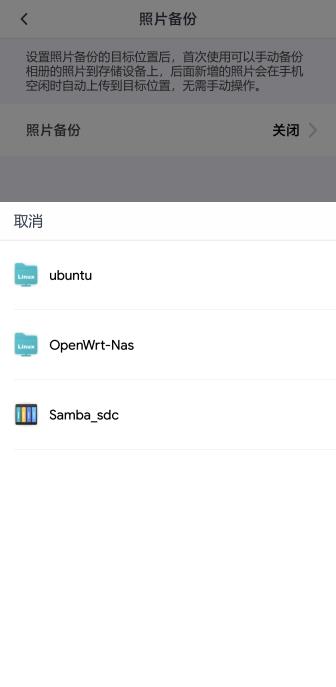 照片备份
设置照片备份的目标位置后，首次使用可以手动备份
相册的照片到存储设备上，后面新增的照片会在手机
空闲时自动上传到目标位置，无需手动操作。
照片备份 关闭
取消
Linux ubuntu
Linux OpenWrt-Nas
Samba_sdc